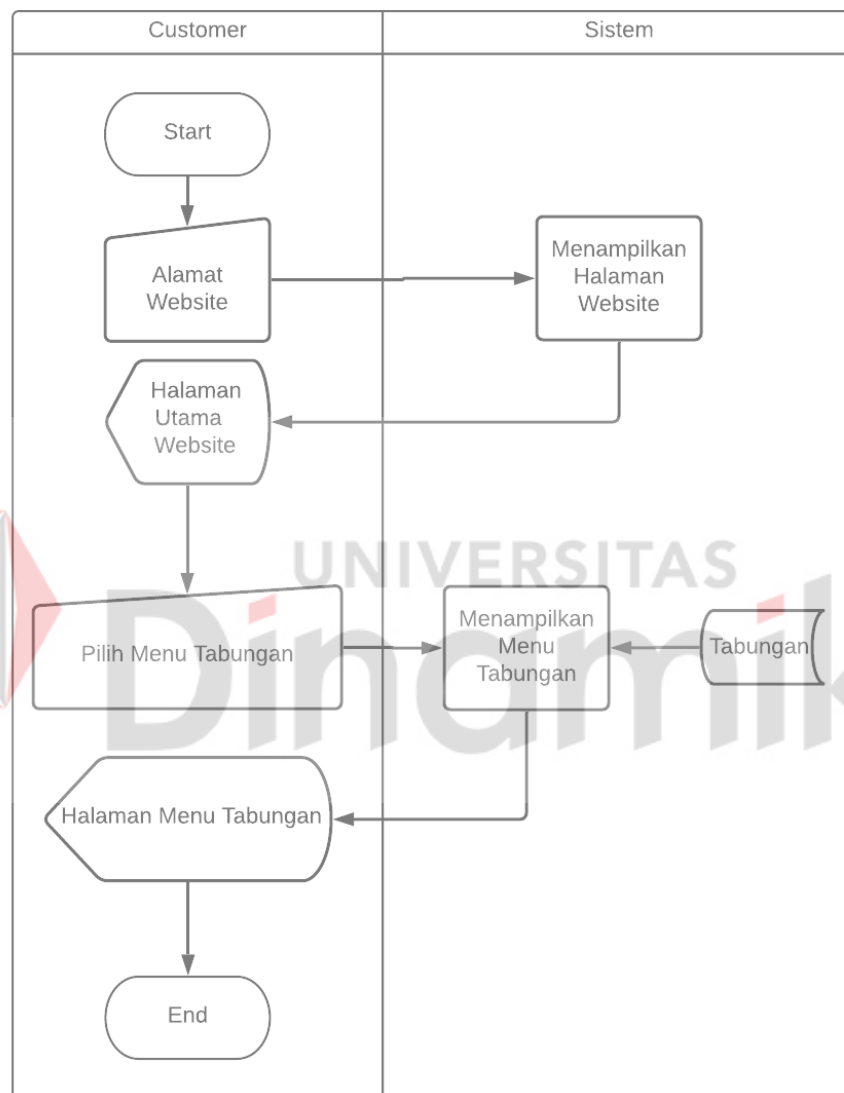 Customer
Sistem
Start
Alamat
Website
Menampilkan
Halaman
Website
Halaman
Utama
Website
UNIVERSITAS
Dinamik
Pilih Menu Tabungan
Menampilkan
Menu
Tabungan
Tabungan
Halaman Menu Tabungan
End